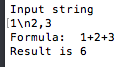 Input string
1\n2,3
Formula:  1+2+3
Result is 6